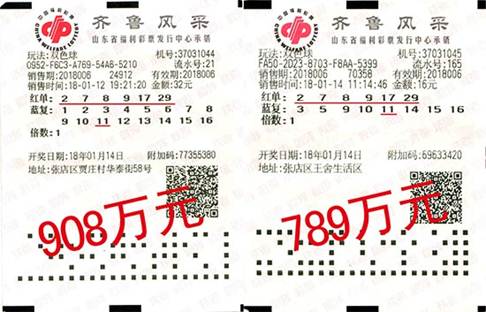 中国福利彩票
CHINA WELFARE LOTTERY
齐鲁风采
山东省福利彩票发行中心承销
玩法:双色球 机号:37031044
0952-F6C3-A769-54A6-5210 流水号:21
销售期:2018006 24912 有效期:2018006
销售时间:18-01-12 19:21:20 金额:32元
红单: 2 7 8 9 17 29
蓝复: 1 2 3 4 5 6 7 8
9 10 11 12 13 14 15 16
倍数: 1
开奖日期:18年01月14日 附加码:77355380
地址:张店区贾庄村华泰街58号
908万元
中国福利彩票
CHINA WELFARE LOTTERY
齐鲁风采
山东省福利彩票发行中心承销
玩法:双色球 机号:37031045
FA50-2023-8703-F8AA-5399 流水号:165
销售期:2018006 70358 有效期:2018006
销售时间:18-01-14 11:14:46 金额:16元
红单: 2 7 8 9 17 29
蓝复: 1 3 6 9 11 14 15 16
倍数: 1
开奖日期:18年01月14日 附加码:69633420
地址:张店区王舍生活区
789万元